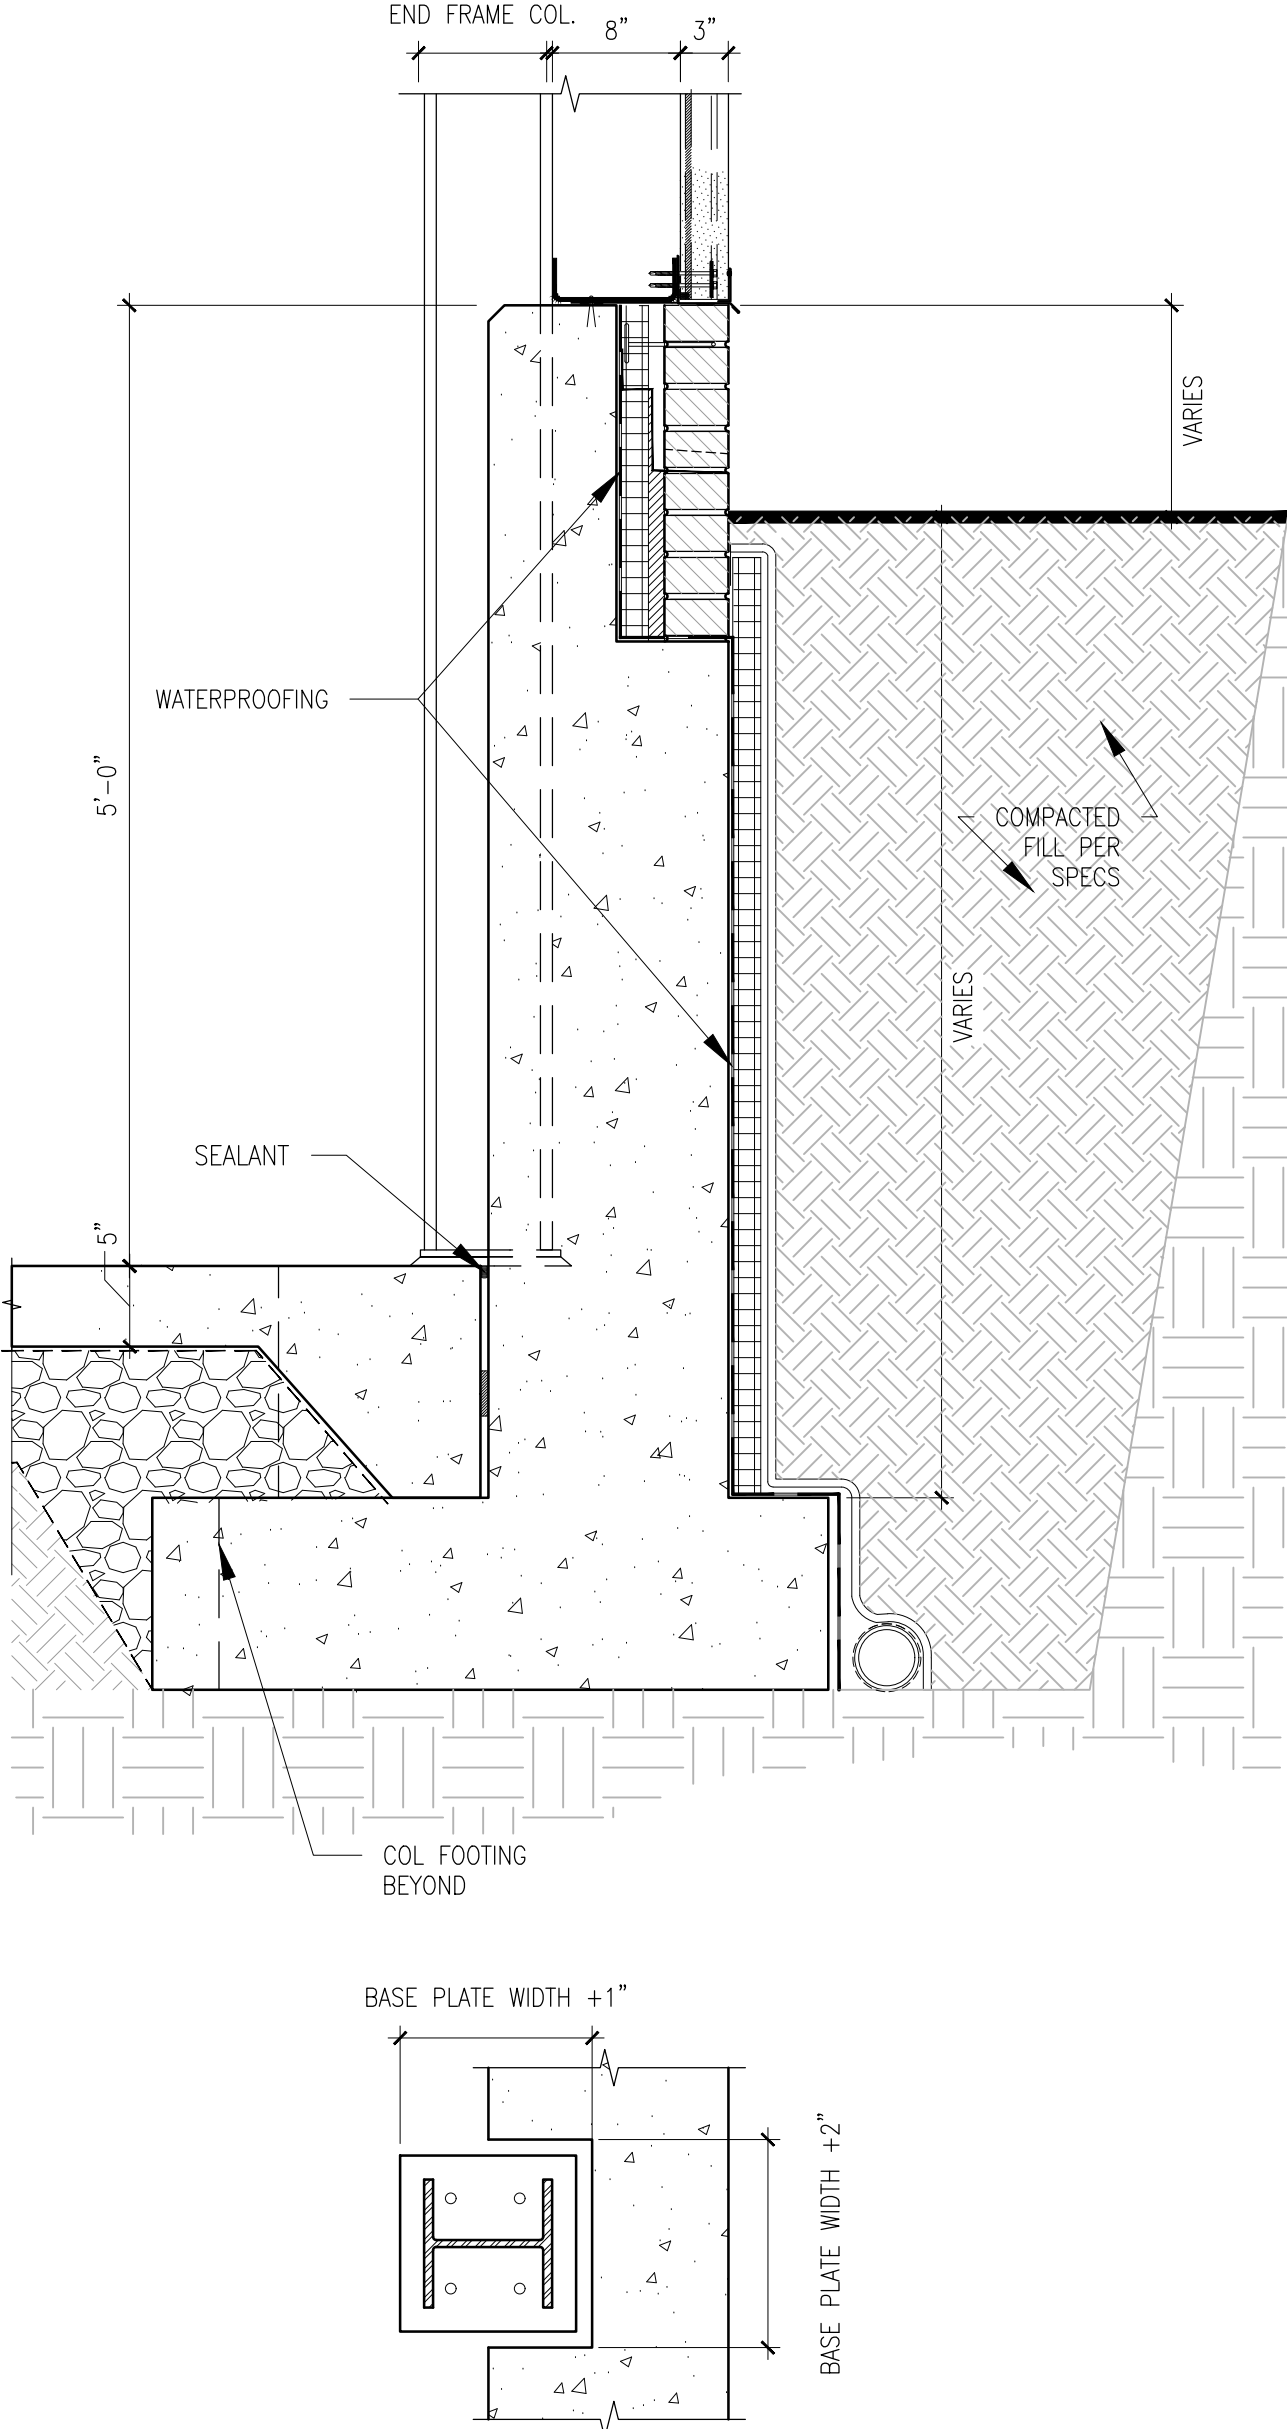 END FRAME COL.
8"
3"
VARIES
WATERPROOFING
5'-0"
COMPACTED
FILL PER
SPECS
VARIES
SEALANT
5"
COL FOOTING
BEYOND
BASE PLATE WIDTH +1"
BASE PLATE WIDTH +2"